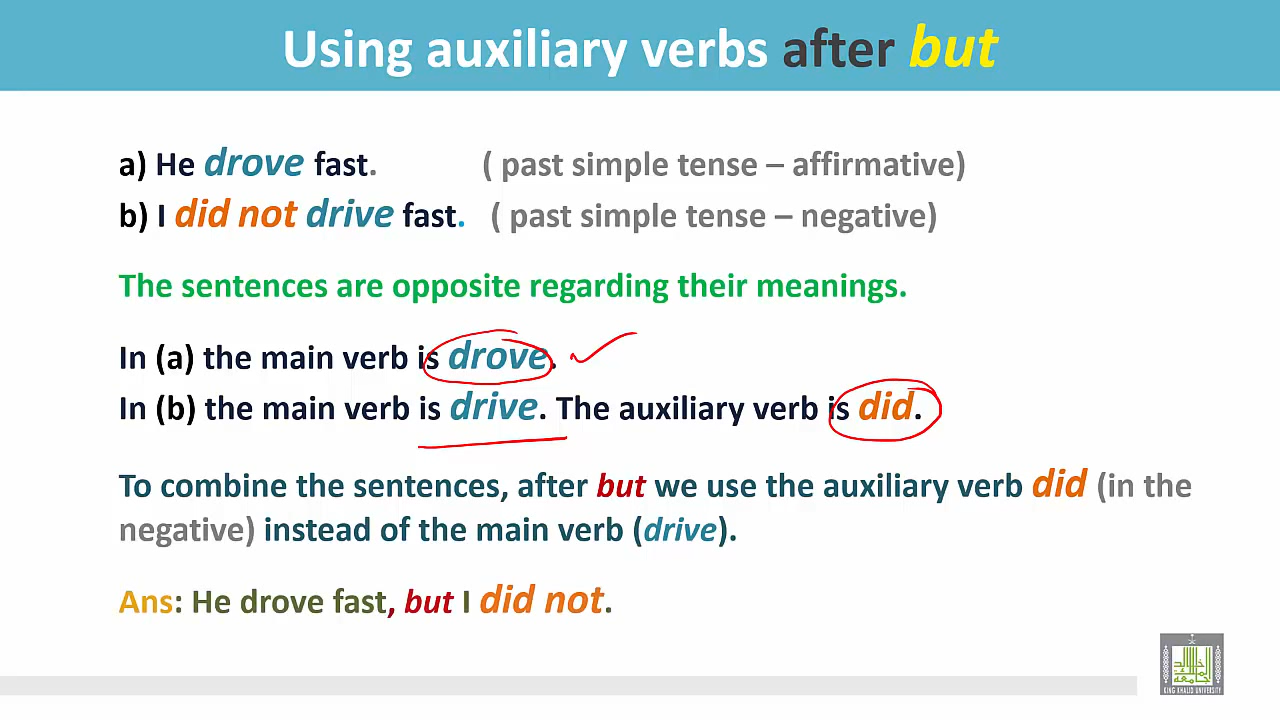 Using auxiliary verbs after but
a) He drove fast. ( past simple tense – affirmative)
b) I did not drive fast. ( past simple tense – negative)
The sentences are opposite regarding their meanings.
In (a) the main verb is drove.
In (b) the main verb is drive. The auxiliary verb is did.
To combine the sentences, after but we use the auxiliary verb did (in the
negative) instead of the main verb (drive).
Ans: He drove fast, but I did not.
KING KHALID UNIVERSITY